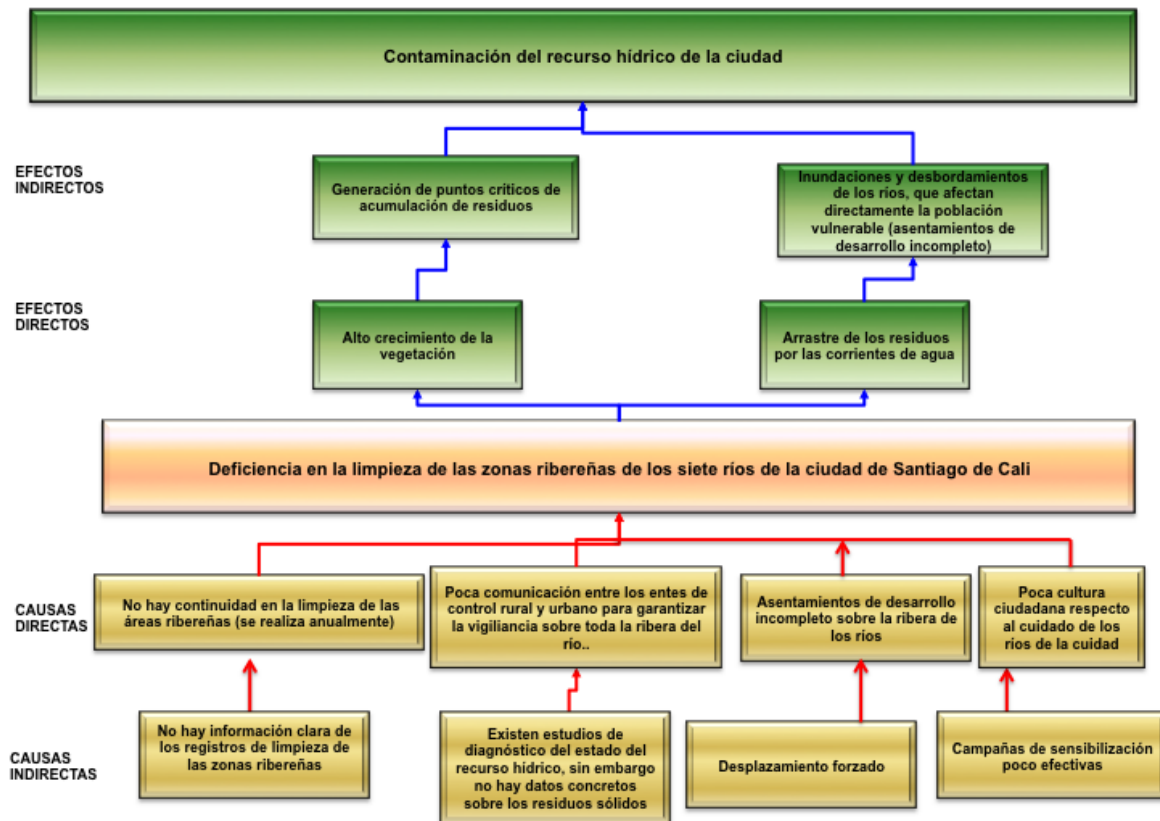 Contaminación del recurso hídrico de la ciudad
EFECTOS
INDIRECTOS
Generación de puntos críticos de
acumulación de residuos
Inundaciones y desbordamientos
de los ríos, que afectan
directamente la población
vulnerable (asentamientos de
desarrollo incompleto)
EFECTOS
DIRECTOS
Alto crecimiento de la
vegetación
Arrastre de los residuos
por las corrientes de agua
Deficiencia en la limpieza de las zonas ribereñas de los siete ríos de la ciudad de Santiago de Cali
CAUSAS
DIRECTAS
No hay continuidad en la limpieza de las
áreas ribereñas (se realiza anualmente)
Poca comunicación entre los entes de
control rural y urbano para garantizar
la vigiliancia sobre toda la ribera del
río..
Asentamientos de desarrollo
incompleto sobre la ribera de
los ríos
Poca cultura
ciudadana respecto
al cuidado de los
ríos de la cuidad
CAUSAS
INDIRECTAS
No hay información clara de
los registros de limpieza de
las zonas ribereñas
Existen estudios de
diagnóstico del estado del
recurso hídrico, sin embargo
no hay datos concretos
sobre los residuos sólidos
Desplazamiento forzado
Campañas de sensibilización
poco efectivas